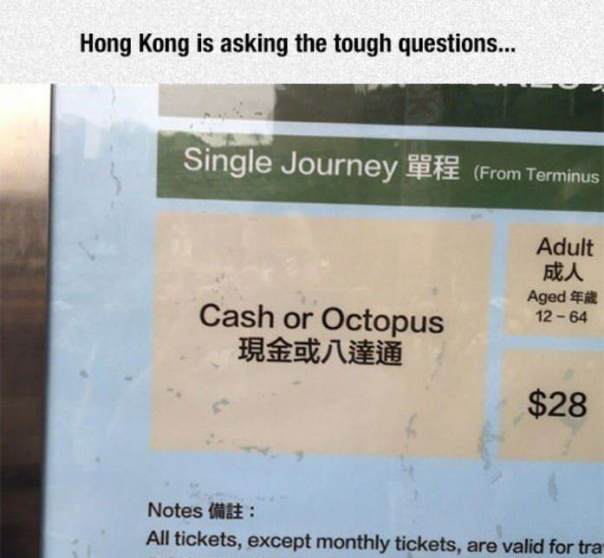 Hong Kong is asking the tough questions...
Single Journey 單程 (From Terminus
Cash or Octopus
現金或八達通
Adult
成人
Aged 年歲
12 - 64
$28
Notes 備註：
All tickets, except monthly tickets, are valid for tra